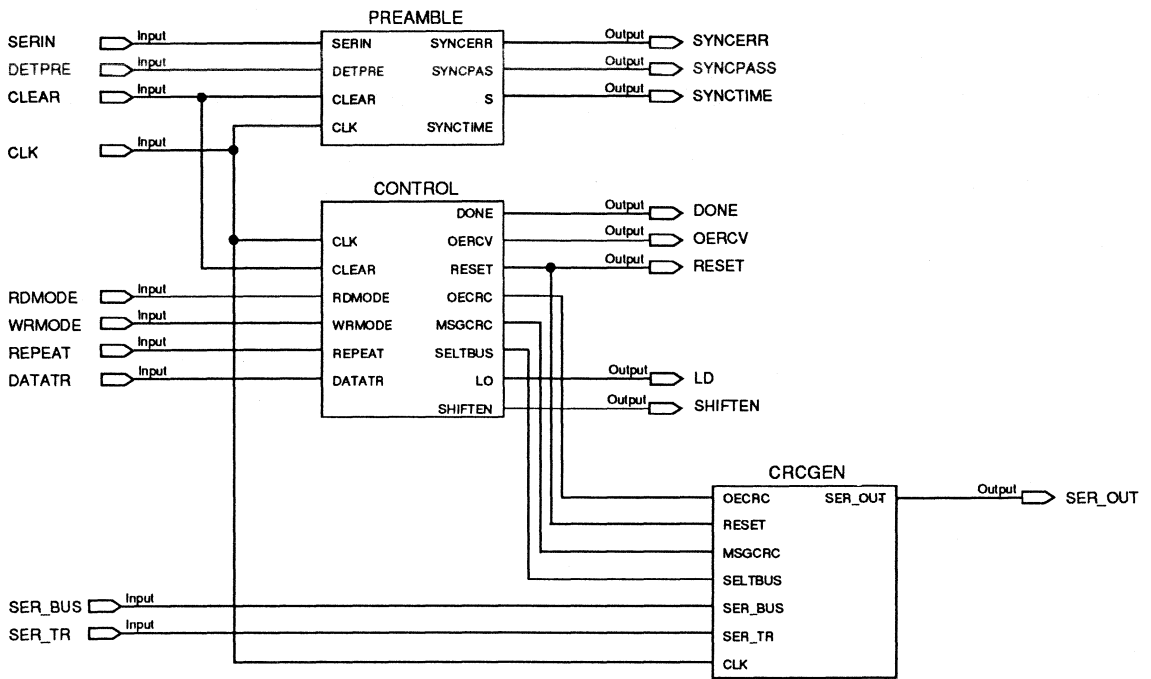 PREAMBLE
SERIN Input SERIN SYNCERR Output SYNCERR
DETPRE Input DETPRE SYNCPAS Output SYNCPASS
CLEAR Input CLEAR S Output SYNCTIME
CLK Input CLK SYNCTIME
CONTROL
DONE Output DONE
CLK OERCV Output OERCV
CLEAR RESET Output RESET
RDMODE Input RDMODE OECRC
WRMODE Input WRMODE MSGCRC
REPEAT Input REPEAT SELTBUS
DATATR Input DATATR LO Output LD
SHIFTEN Output SHIFTEN
CRCGEN
OECRC SER_OUT Output SER_OUT
RESET
MSGCRC
SELTBUS
SER_BUS Input SER_BUS
SER_TR Input SER_TR
CLK